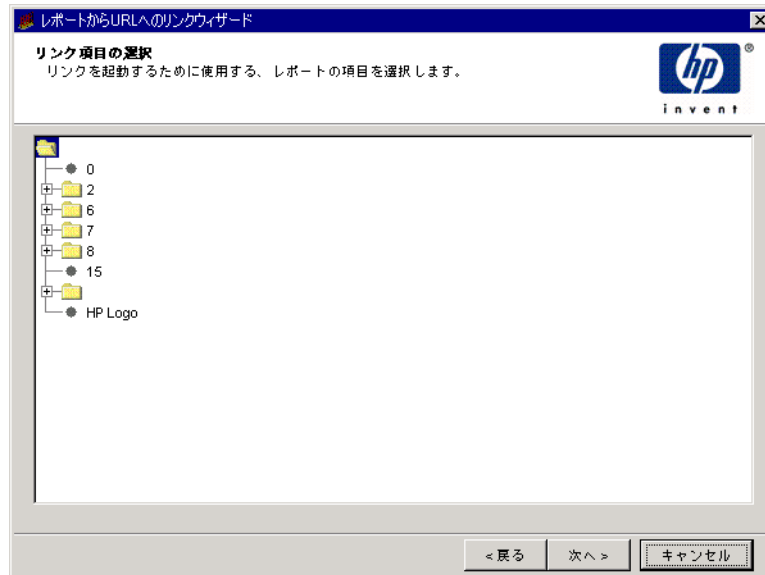 レポートからURLへのリンクウィザード
リンク項目の選択
リンクを起動するために使用する、レポートの項目を選択します。
hp
®
invent
0
2
6
7
8
15
HP Logo
<戻る
次へ>
キャンセル